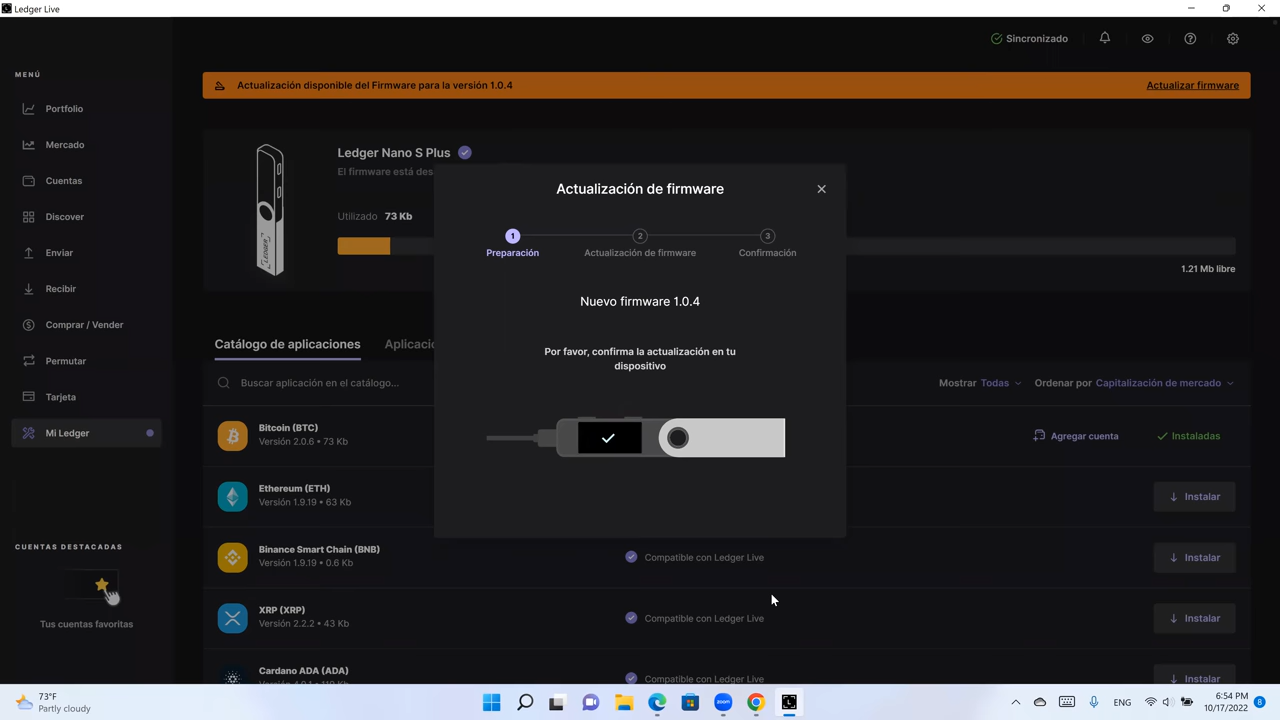 Ledger Live
Sincronizado
MENÚ
Portfolio
Mercado
Cuentas
Discover
Enviar
Recibir
Comprar / Vender
Permutar
Tarjeta
Mi Ledger
CUENTAS DESTACADAS
Tus cuentas favoritas
Actualización disponible del Firmware para la versión 1.0.4
Actualizar firmware
Ledger Nano S Plus
El firmware está des
Utilizado 73 Kb
1.21 Mb libre
Actualización de firmware
1
2
3
Preparación
Actualización de firmware
Confirmación
Nuevo firmware 1.0.4
Por favor, confirma la actualización en tu
dispositivo
Catálogo de aplicaciones
Aplicacio
Buscar aplicación en el catálogo...
Mostrar Todas
Ordenar por Capitalización de mercado
Bitcoin (BTC)
Versión 2.0.6 • 73 Kb
Agregar cuenta
Instaladas
Ethereum (ETH)
Versión 1.9.19 • 63 Kb
Instalar
Binance Smart Chain (BNB)
Versión 1.9.19 • 0.6 Kb
Compatible con Ledger Live
Instalar
XRP (XRP)
Versión 2.2.2 • 43 Kb
Compatible con Ledger Live
Instalar
Cardano ADA (ADA)
Compatible con Ledger Live
Instalar
73°F
Partly cloudy
zoom
ENG
6:54 PM
10/17/2022
8